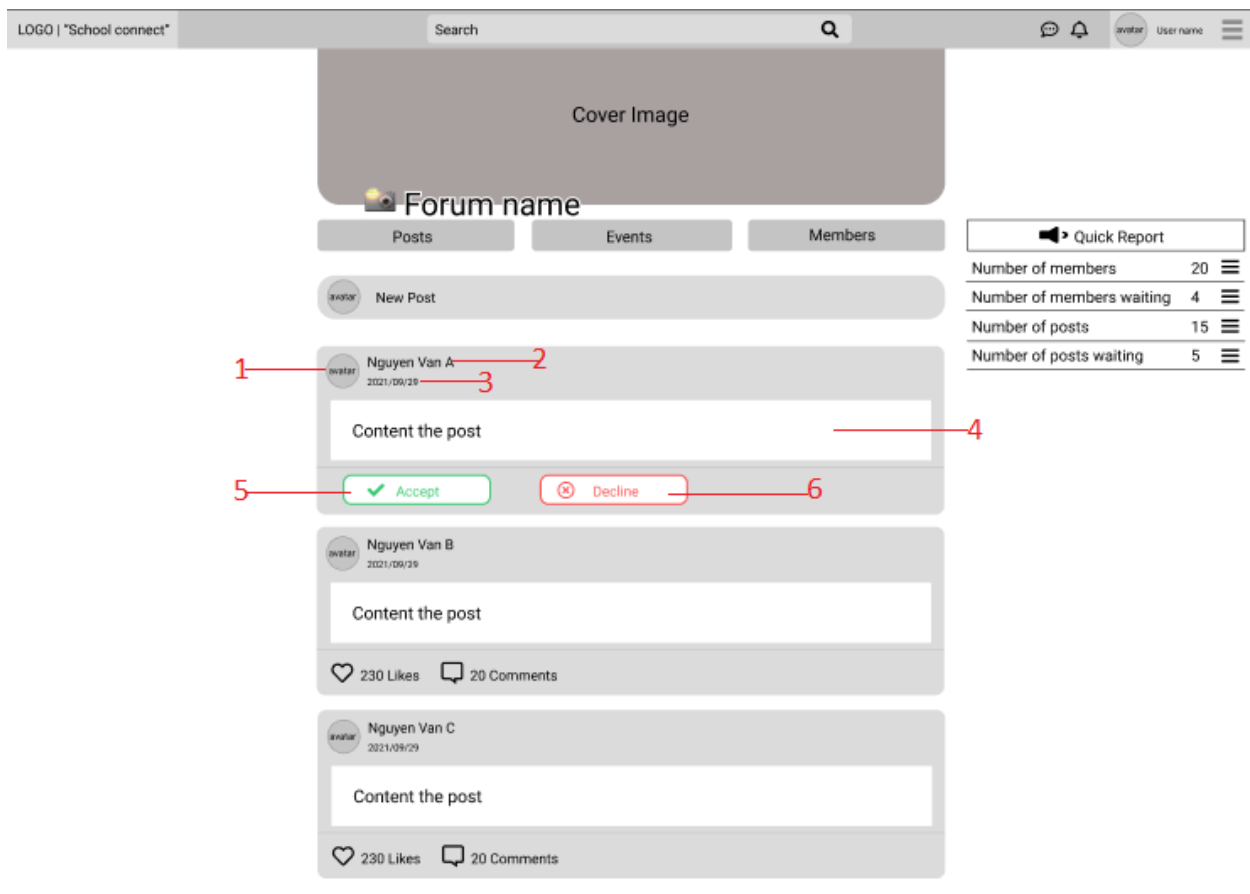 LOGO | "School connect"
Search
avatar
User name
Cover Image
Forum name
Posts
Events
Members
Quick Report
Number of members 20
Number of members waiting 4
Number of posts 15
Number of posts waiting 5
avatar
New Post
1
avatar
Nguyen Van A
2
2021/09/29
3
Content the post
4
5
Accept
Decline
6
avatar
Nguyen Van B
2021/09/29
Content the post
230 Likes
20 Comments
avatar
Nguyen Van C
2021/09/29
Content the post
230 Likes
20 Comments